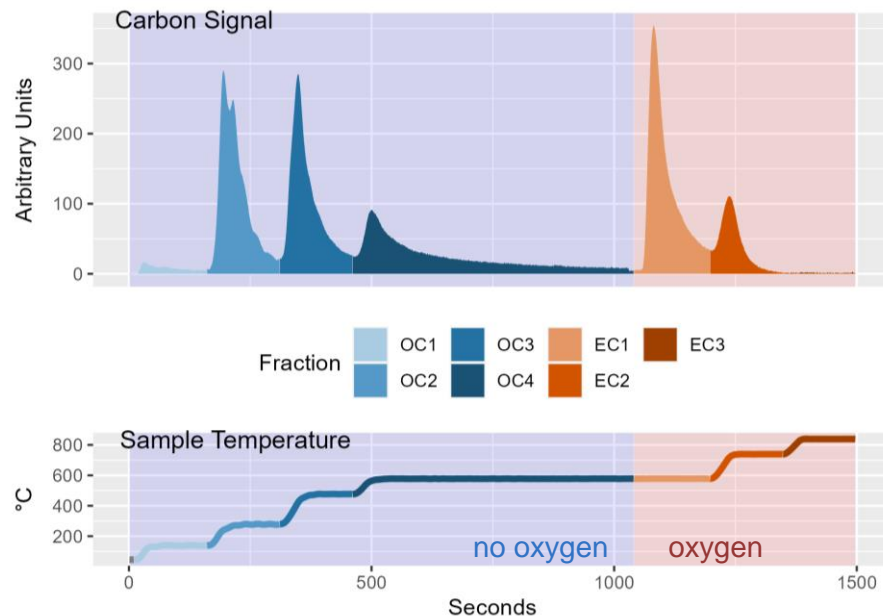 Carbon Signal
Arbitrary Units
300
200
100
0
Fraction
OC1 OC3 EC1 EC3
OC2 OC4 EC2
Sample Temperature
°C
800
600
400
200
no oxygen oxygen
0 500 1000 1500
Seconds